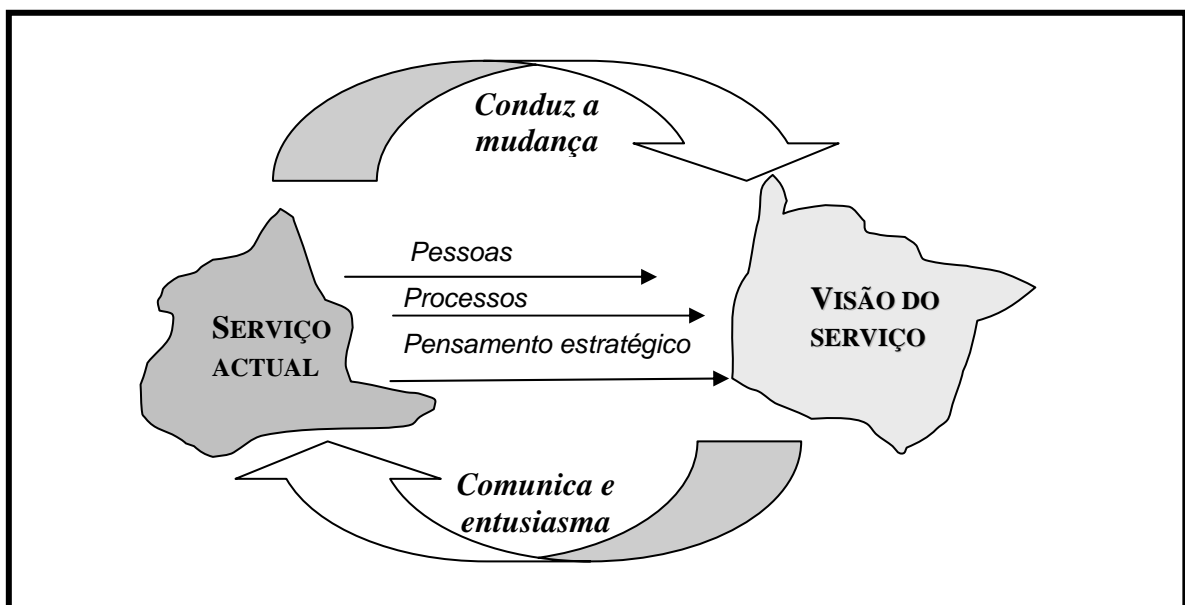 Conduz a
mudança
Pessoas
Processos
Pensamento estratégico
SERVIÇO
ACTUAL
VISÃO DO
SERVIÇO
Comunica e
entusiasma